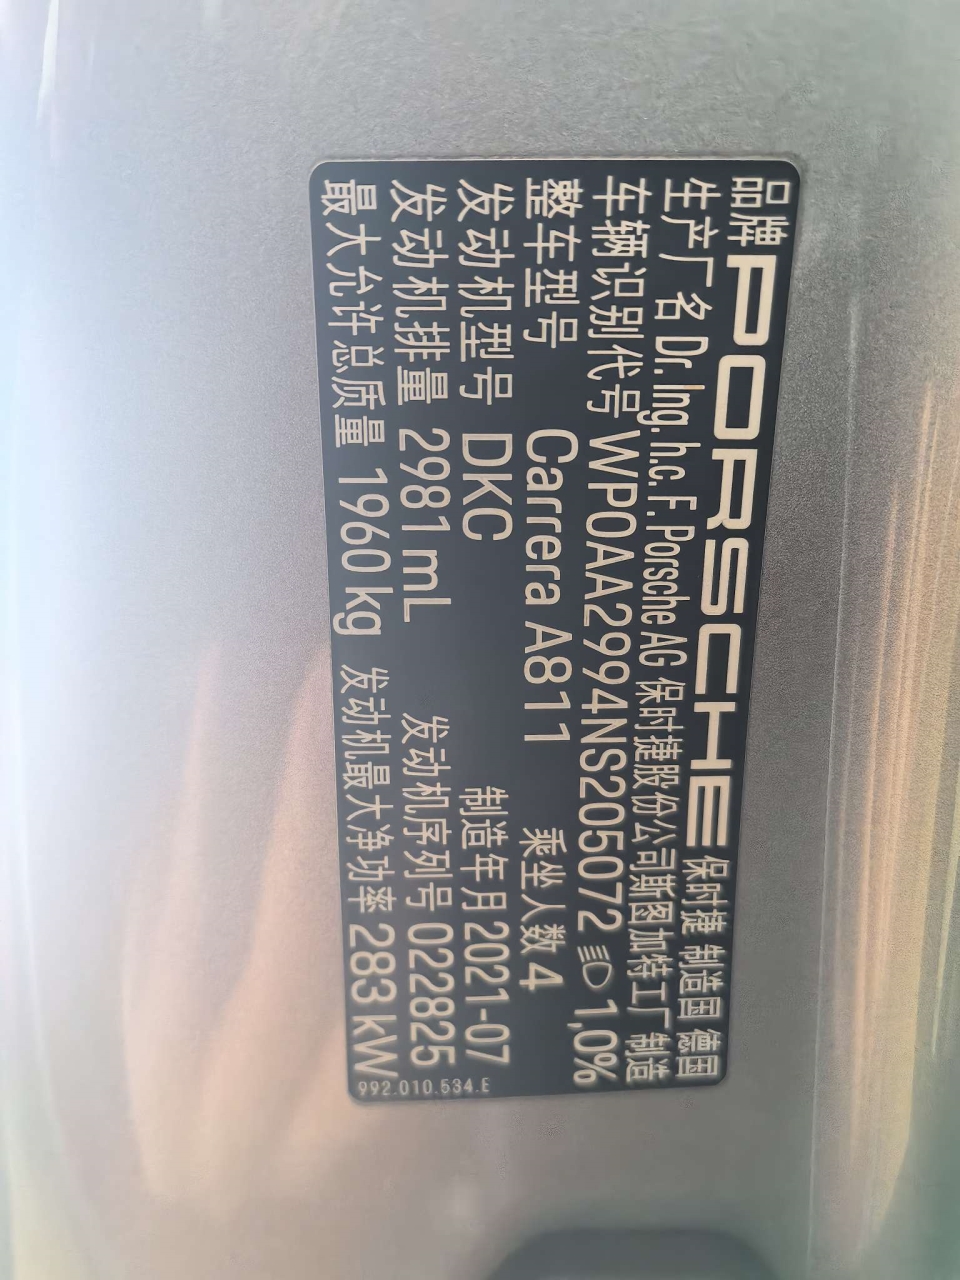 品牌 PORSCHE 保时捷 制造国 德国
生产厂名 Dr. Ing. h.c. F. Porsche AG 保时捷股份公司斯图加特工厂 制造
车辆识别代号 WP0AA2994NS205072 1,0%
整车型号 Carrera A811 乘坐人数 4
发动机型号 DKC 制造年月 2021-07
发动机排量 2981 mL 发动机序列号 022825
最大允许总质量 1960 kg 发动机最大净功率 283 kW
992.010.534.E